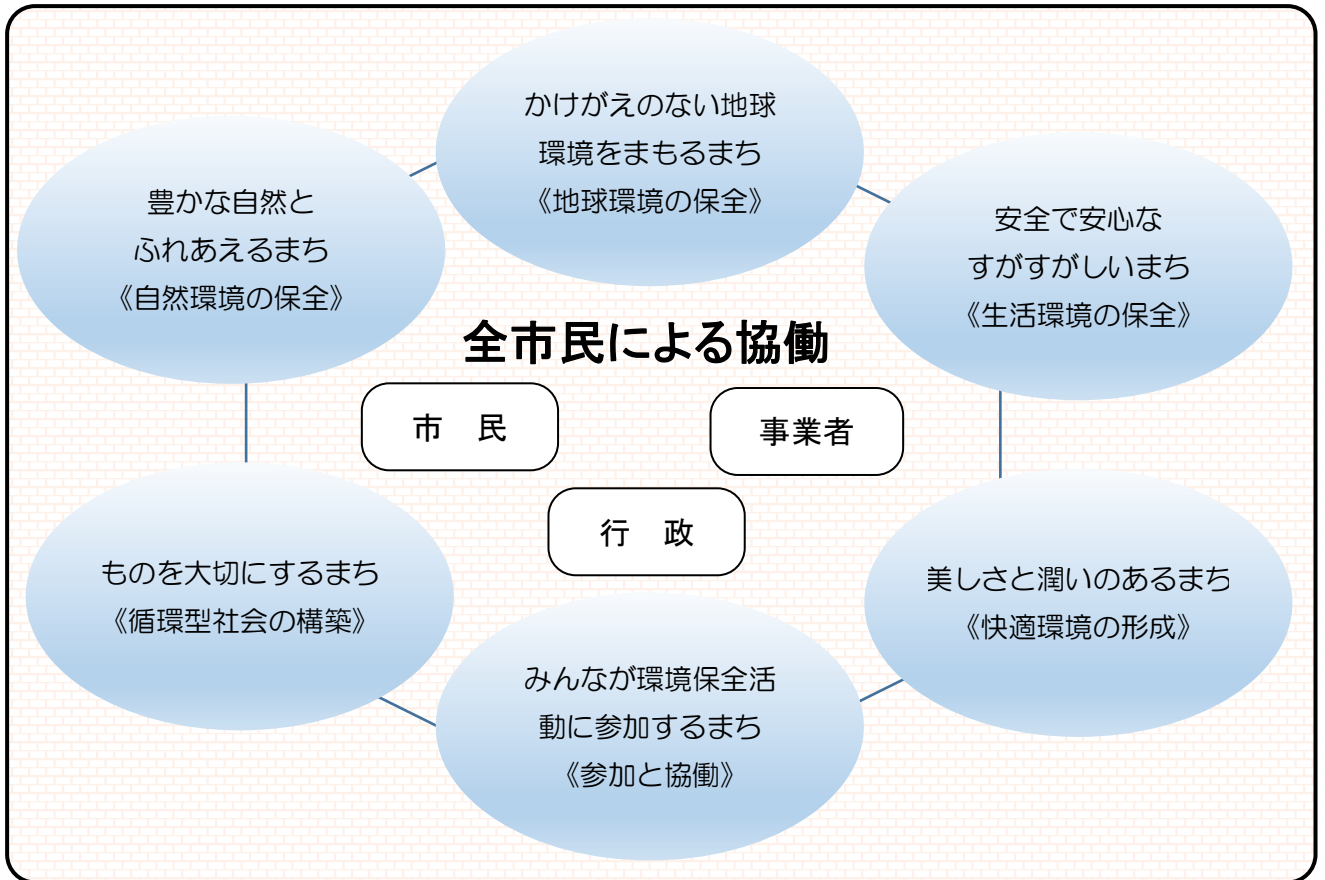 かけがえのない地球
環境をまもるまち
《地球環境の保全》
豊かな自然と
ふれあえるまち
《自然環境の保全》
安全で安心な
すがすがしいまち
《生活環境の保全》
全市民による協働
市　民
事業者
行　政
ものを大切にするまち
《循環型社会の構築》
美しさと潤いのあるまち
《快適環境の形成》
みんなが環境保全活
動に参加するまち
《参加と協働》